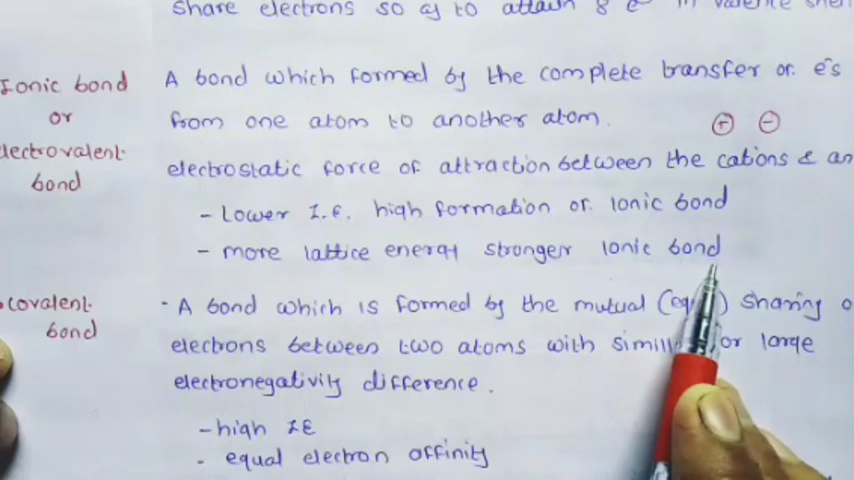 share electrons so as to attain 8 e⁻ in valence shell
Ionic bond
or
lectrovalent
bond
A bond which formed by the complete transfer of e's
from one atom to another atom.
+ -
electrostatic force of attraction between the cations & an
- Lower I.E. high formation of Ionic bond
- more lattice energy stronger Ionic bond
covalent
bond
· A bond which is formed by the mutual (equ ) sharing o
electrons between two atoms with simil or large
electronegativity difference.
- high IE
- equal electron affinity